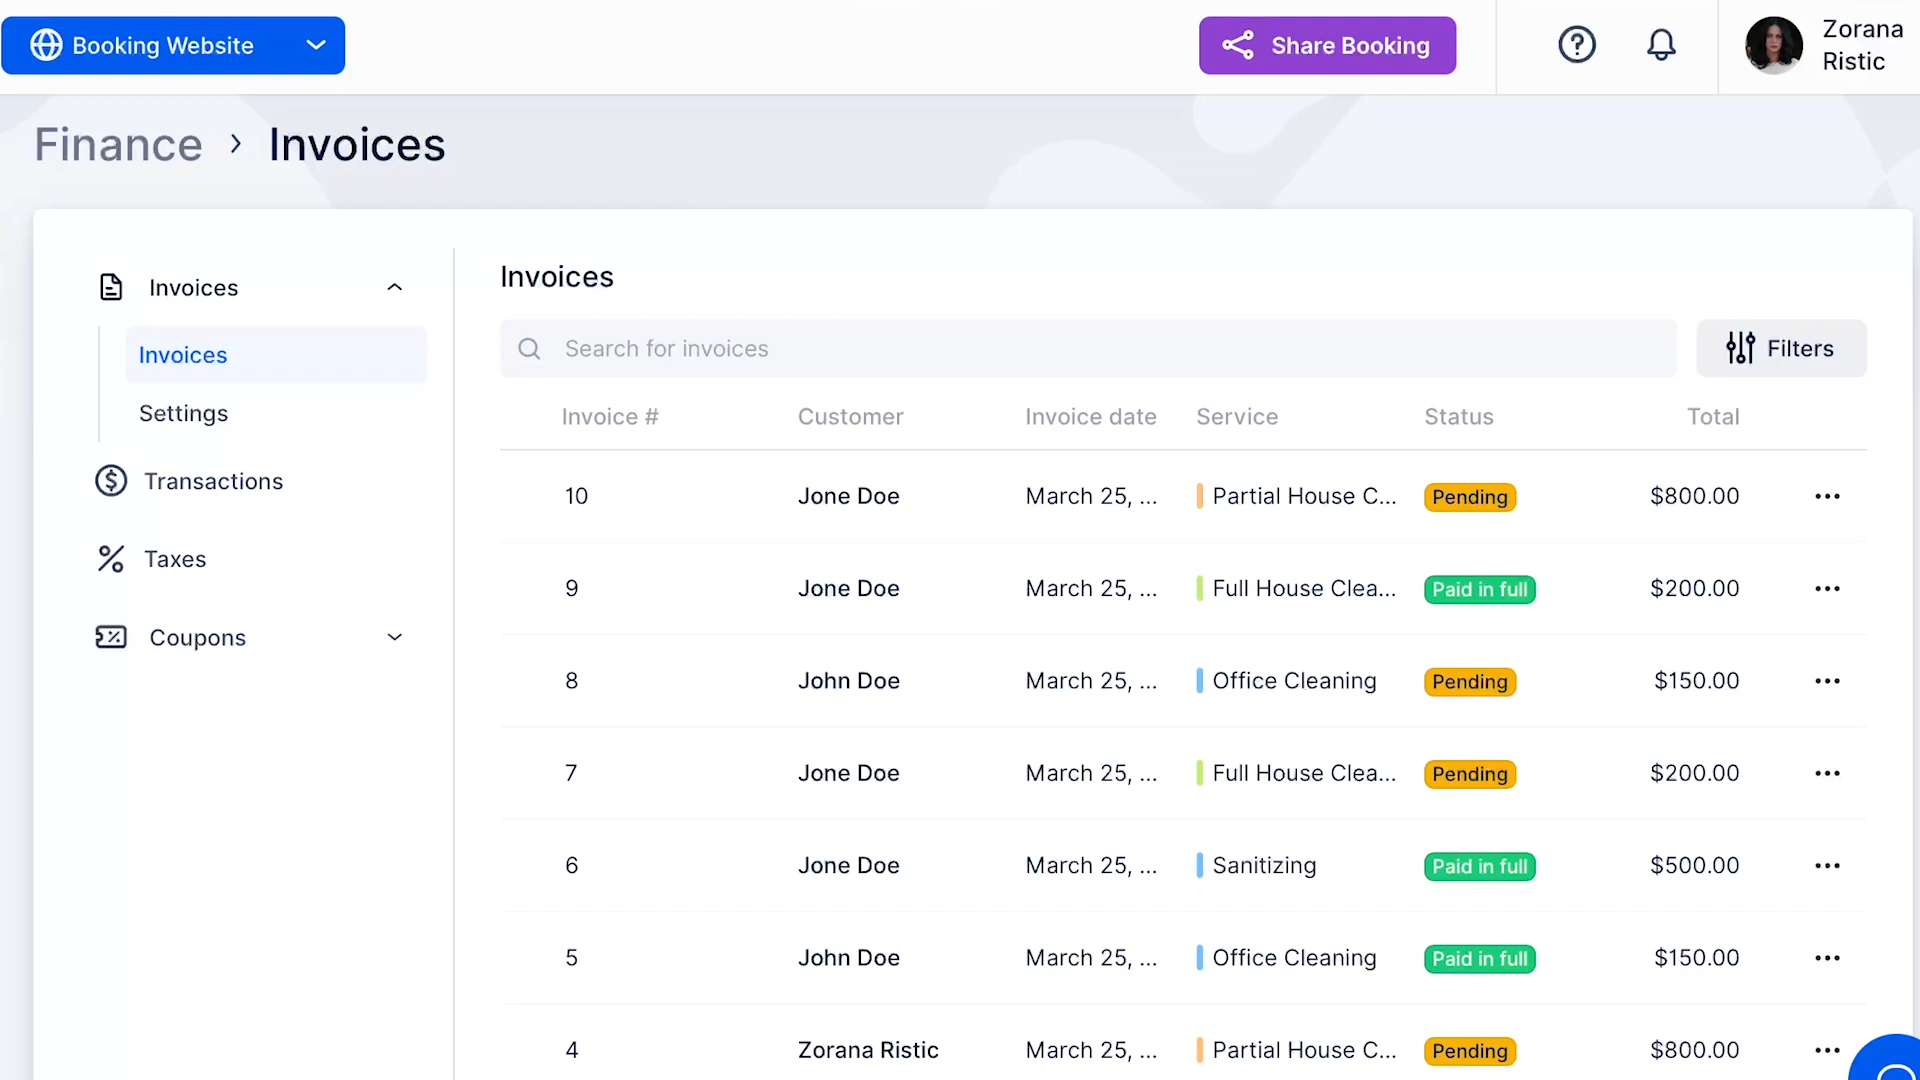 Booking Website
Share Booking
Zorana
Ristic
Finance › Invoices
Invoices
Invoices
Settings
Transactions
Taxes
Coupons
Invoices
Search for invoices
Filters
Invoice # Customer Invoice date Service Status Total
10 Jone Doe March 25, ... Partial House C... Pending $800.00
9 Jone Doe March 25, ... Full House Clea... Paid in full $200.00
8 John Doe March 25, ... Office Cleaning Pending $150.00
7 Jone Doe March 25, ... Full House Clea... Pending $200.00
6 Jone Doe March 25, ... Sanitizing Paid in full $500.00
5 John Doe March 25, ... Office Cleaning Paid in full $150.00
4 Zorana Ristic March 25, ... Partial House C... Pending $800.00